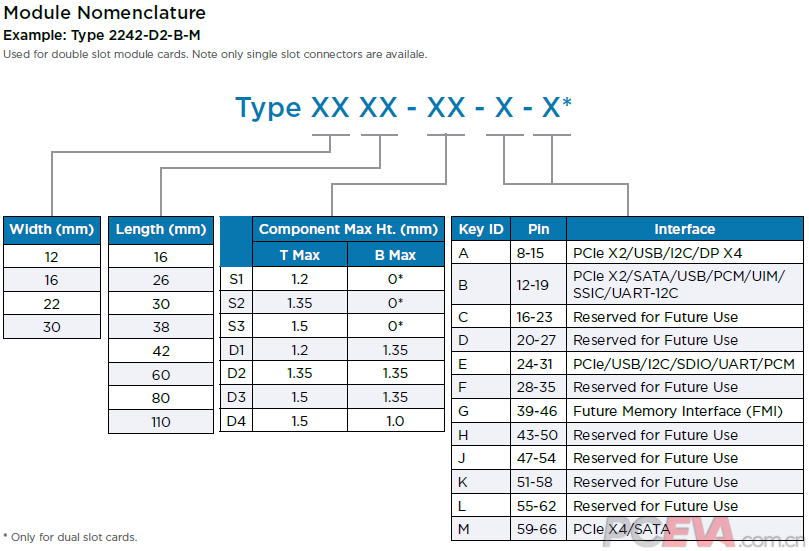 Module Nomenclature
Example: Type 2242-D2-B-M
Used for double slot module cards. Note only single slot connectors are availale.
Type XX XX - XX - X - X*
Width (mm)
12
16
22
30
Length (mm)
16
26
30
38
42
60
80
110
Component Max Ht. (mm)
T Max B Max
S1 1.2 0*
S2 1.35 0*
S3 1.5 0*
D1 1.2 1.35
D2 1.35 1.35
D3 1.5 1.35
D4 1.5 1.0
Key ID Pin Interface
A 8-15 PCIe X2/USB/I2C/DP X4
B 12-19 PCIe X2/SATA/USB/PCM/UIM/
SSIC/UART-12C
C 16-23 Reserved for Future Use
D 20-27 Reserved for Future Use
E 24-31 PCIe/USB/I2C/SDIO/UART/PCM
F 28-35 Reserved for Future Use
G 39-46 Future Memory Interface (FMI)
H 43-50 Reserved for Future Use
J 47-54 Reserved for Future Use
K 51-58 Reserved for Future Use
L 55-62 Reserved for Future Use
M 59-66 PCIe X4/SATA
* Only for dual slot cards.
PCEVA.com.cn